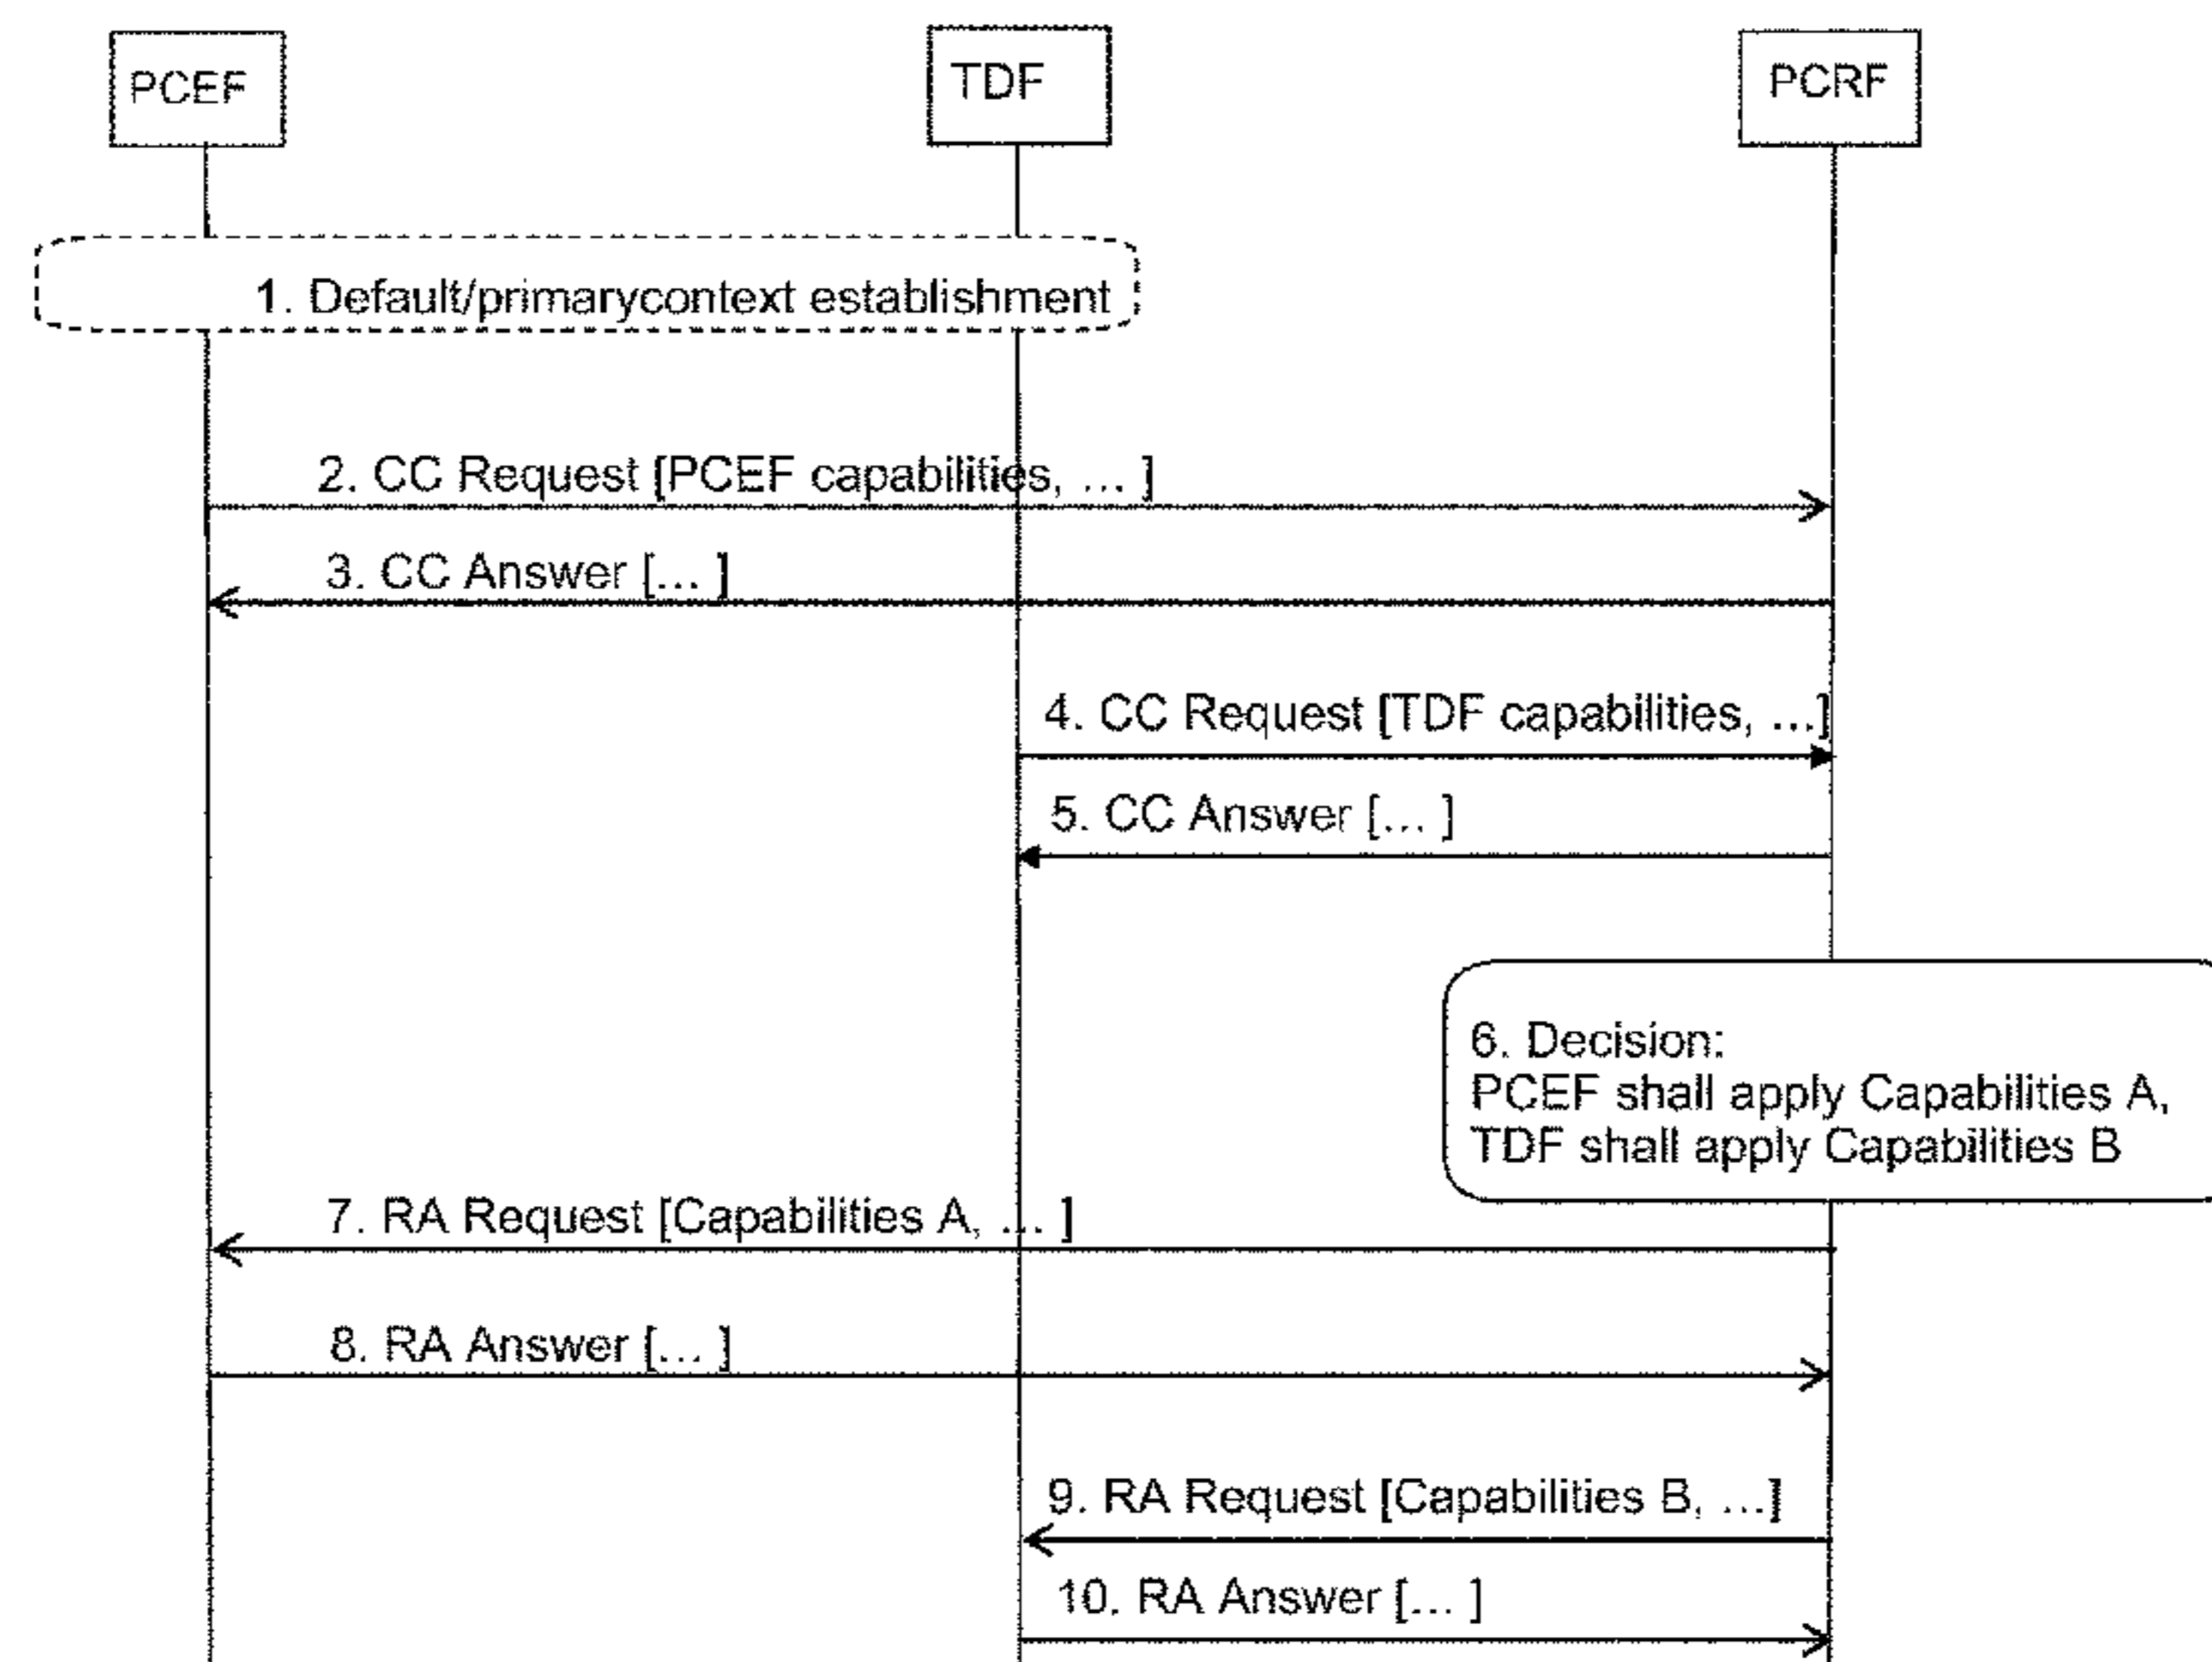 PCEF
TDF
PCRF
1. Default/primarycontext establishment
2. CC Request [PCEF capabilities, ... ]
3. CC Answer [... ]
4. CC Request [TDF capabilities, ...]
5. CC Answer [... ]
6. Decision:
PCEF shall apply Capabilities A,
TDF shall apply Capabilities B
7. RA Request [Capabilities A, ... ]
8. RA Answer [... ]
9. RA Request [Capabilities B, ...]
10. RA Answer [... ]